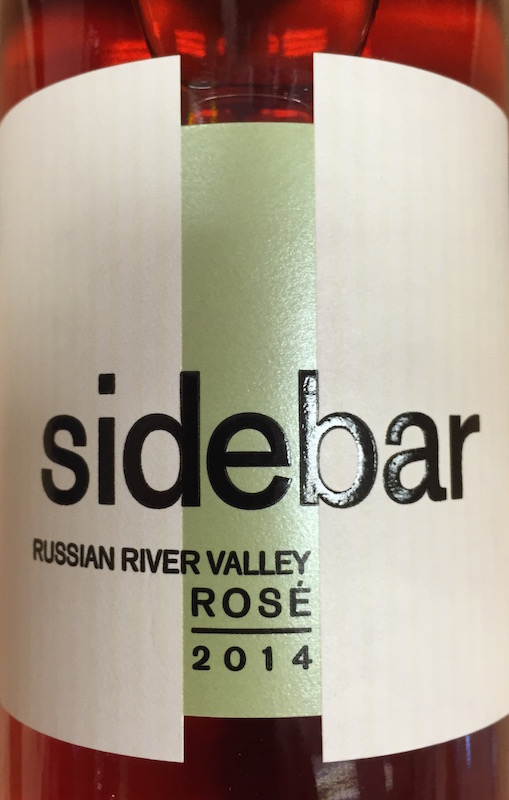 sidebar
RUSSIAN RIVER VALLEY
ROSÉ
2014